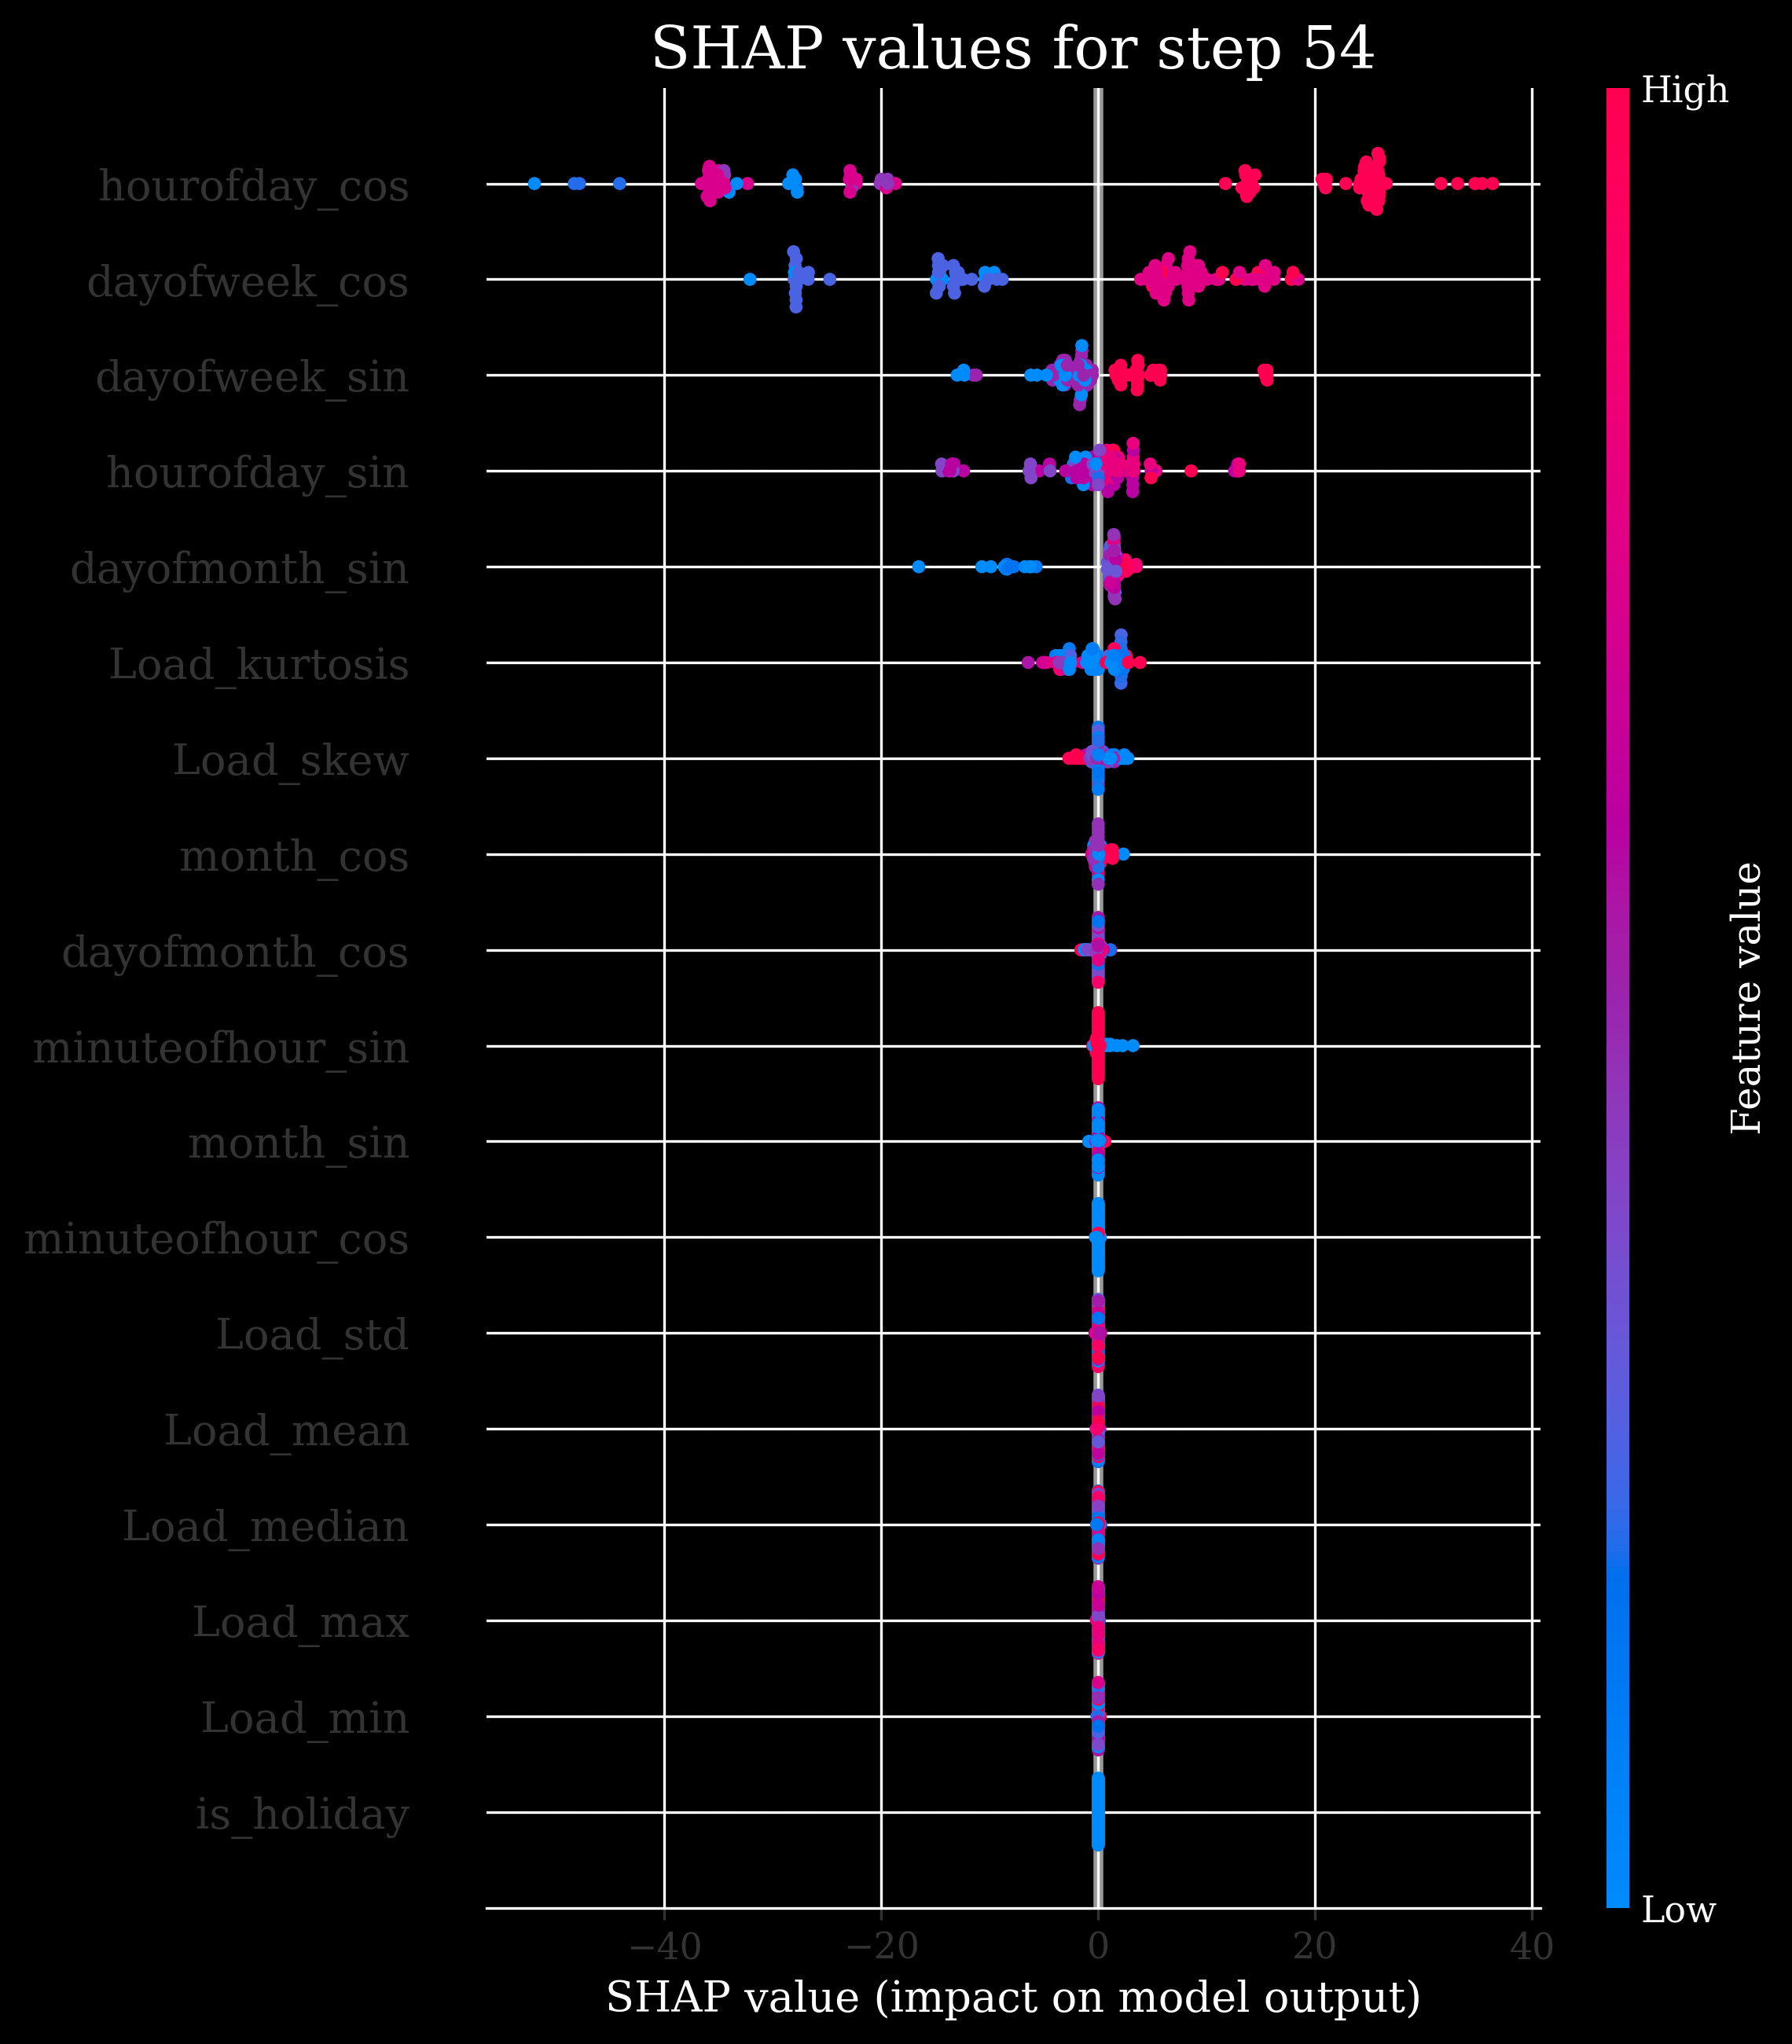 SHAP values for step 54
High
hourofday_cos
dayofweek_cos
dayofweek_sin
hourofday_sin
dayofmonth_sin
Load_kurtosis
Load_skew
month_cos
dayofmonth_cos
minuteofhour_sin
month_sin
minuteofhour_cos
Load_std
Load_mean
Load_median
Load_max
Load_min
is_holiday
Feature value
Low
−40 −20 0 20 40
SHAP value (impact on model output)